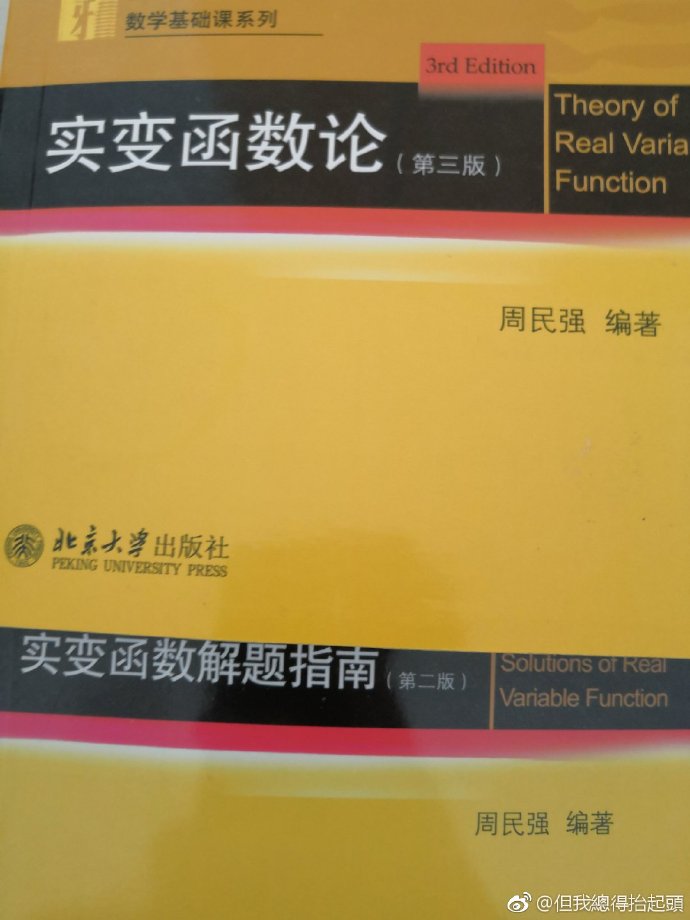 数学基础课系列
3rd Edition
实变函数论(第三版)
Theory of
Real Varia
Function
周民强 编著
北京大学出版社
PEKING UNIVERSITY PRESS
实变函数解题指南(第二版)
Solutions of Real
Variable Function
周民强 编著
@但我總得抬起頭